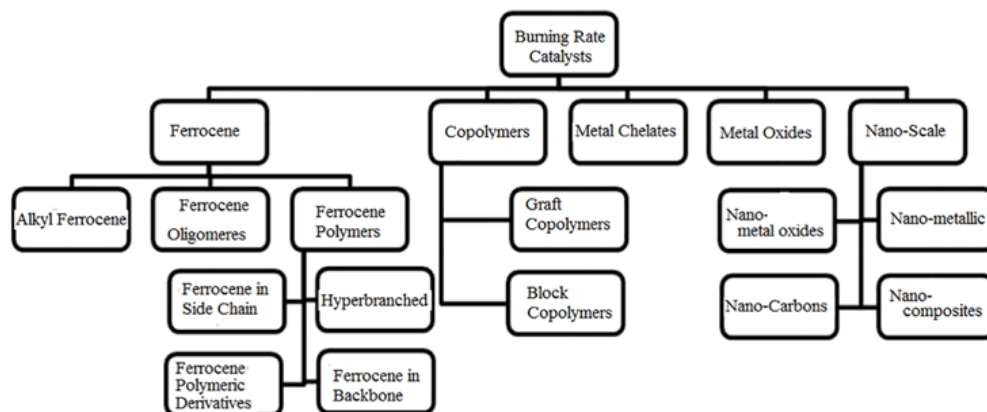 Burning Rate
Catalysts
Ferrocene
Copolymers
Metal Chelates
Metal Oxides
Nano-Scale
Alkyl Ferrocene
Ferrocene
Oligomeres
Ferrocene
Polymers
Graft
Copolymers
Nano-
metal oxides
Nano-metallic
Ferrocene in
Side Chain
Hyperbranched
Block
Copolymers
Nano-Carbons
Nano-
composites
Ferrocene
Polymeric
Derivatives
Ferrocene in
Backbone